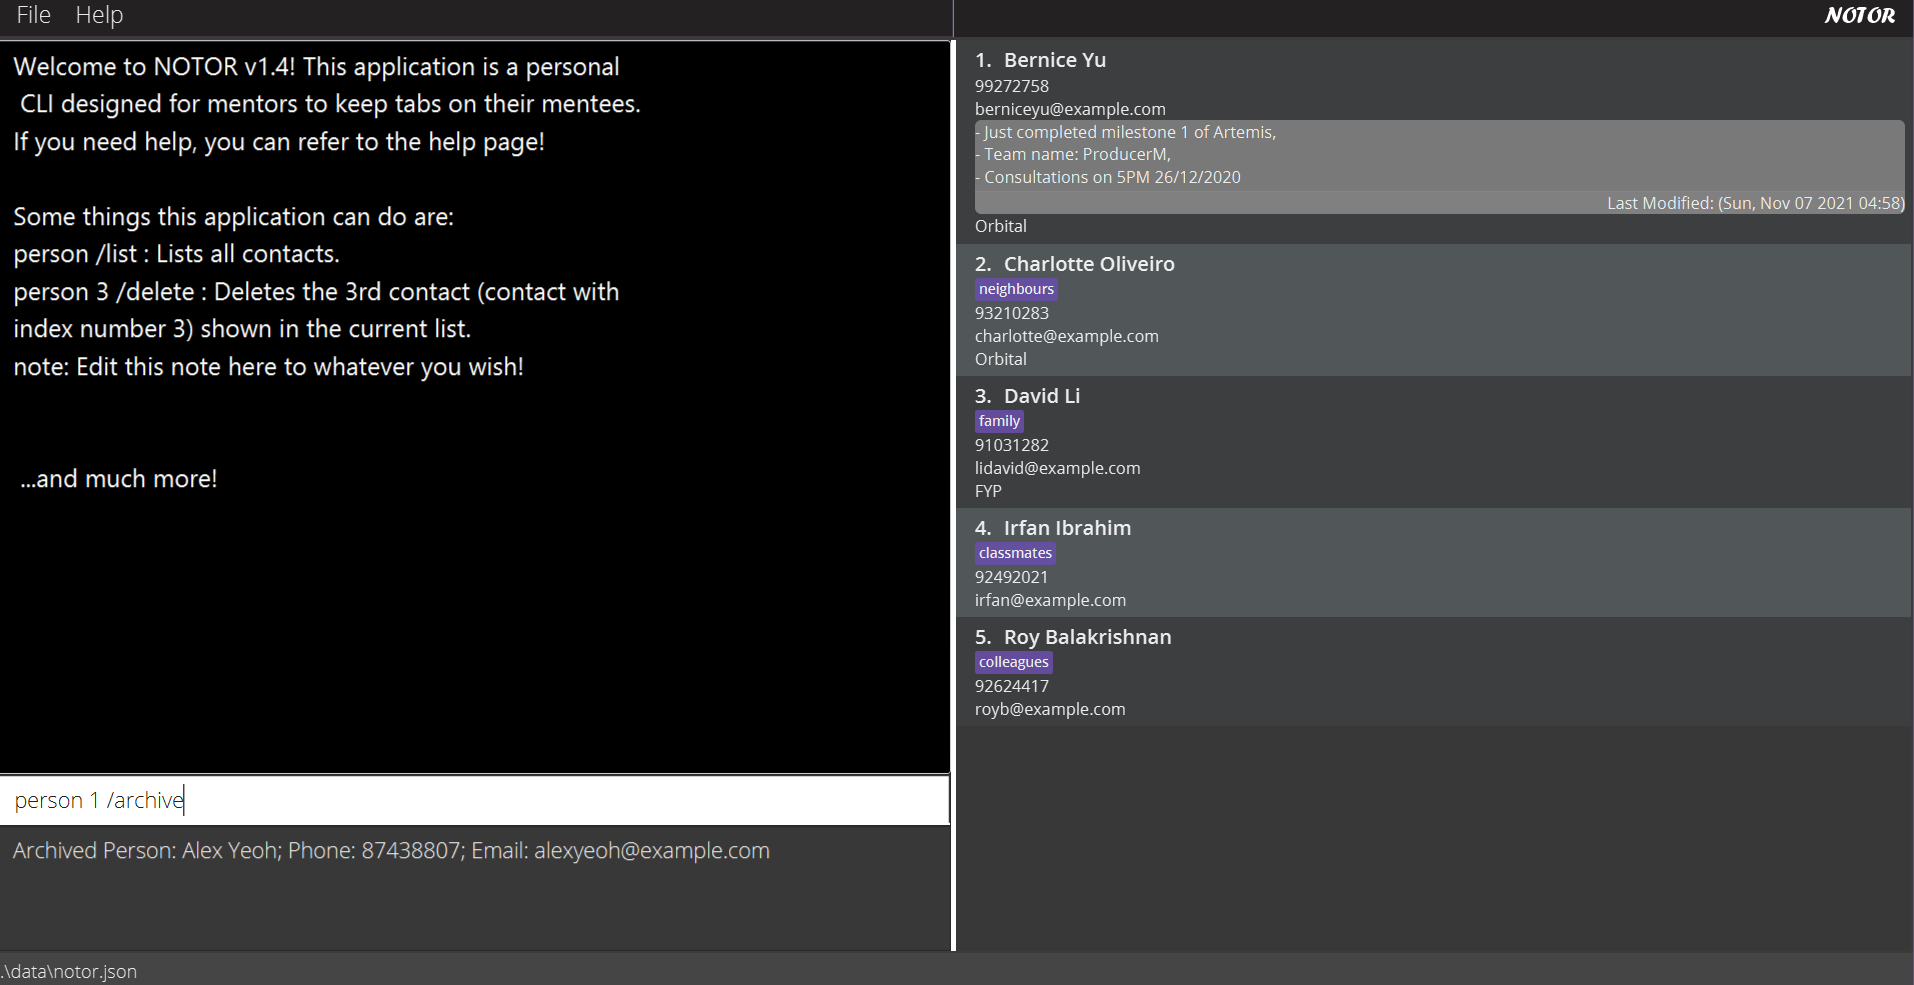 File Help
NOTOR
Welcome to NOTOR v1.4! This application is a personal
CLI designed for mentors to keep tabs on their mentees.
If you need help, you can refer to the help page!
Some things this application can do are:
person /list : Lists all contacts.
person 3 /delete : Deletes the 3rd contact (contact with
index number 3) shown in the current list.
note: Edit this note here to whatever you wish!
...and much more!
person 1 /archive
Archived Person: Alex Yeoh; Phone: 87438807; Email: alexyeoh@example.com
1. Bernice Yu
99272758
berniceyu@example.com
- Just completed milestone 1 of Artemis,
- Team name: ProducerM,
- Consultations on 5PM 26/12/2020
Last Modified: (Sun, Nov 07 2021 04:58)
Orbital
2. Charlotte Oliveiro
neighbours
93210283
charlotte@example.com
Orbital
3. David Li
family
91031282
lidavid@example.com
FYP
4. Irfan Ibrahim
classmates
92492021
irfan@example.com
5. Roy Balakrishnan
colleagues
92624417
royb@example.com
.\data\notor.json